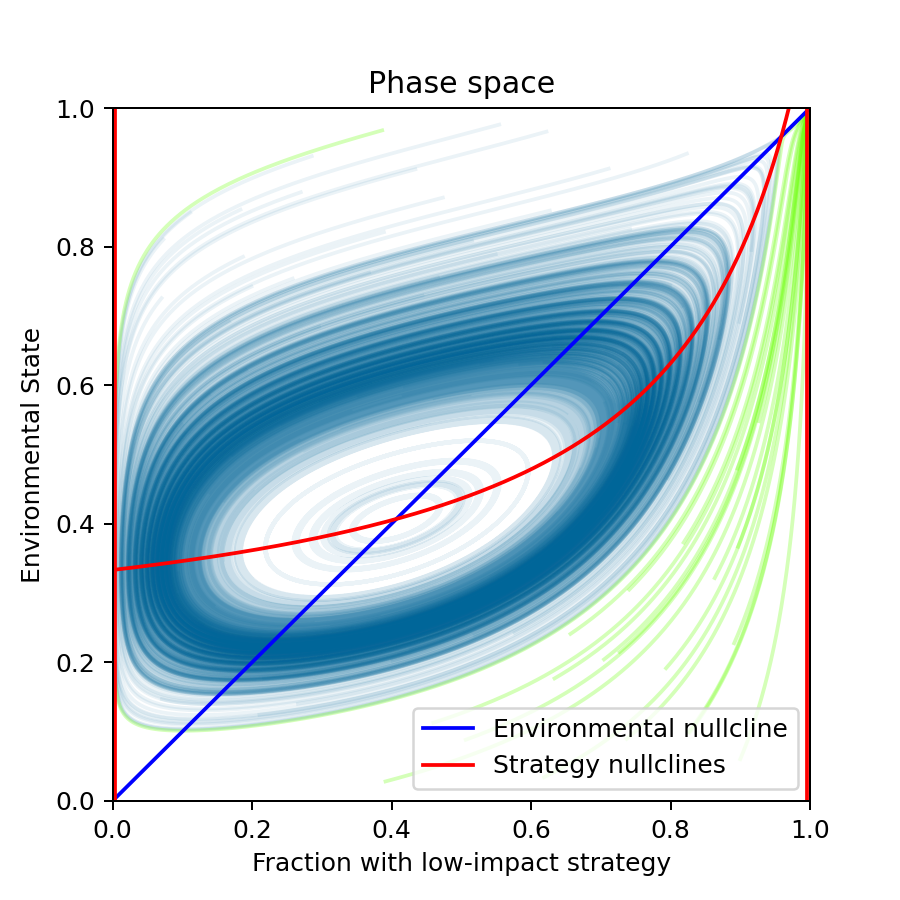 Phase space
1.0
0.8
0.6
0.4
0.2
0.0
Environmental State
Environmental nullcline
Strategy nullclines
0.0 0.2 0.4 0.6 0.8 1.0
Fraction with low-impact strategy